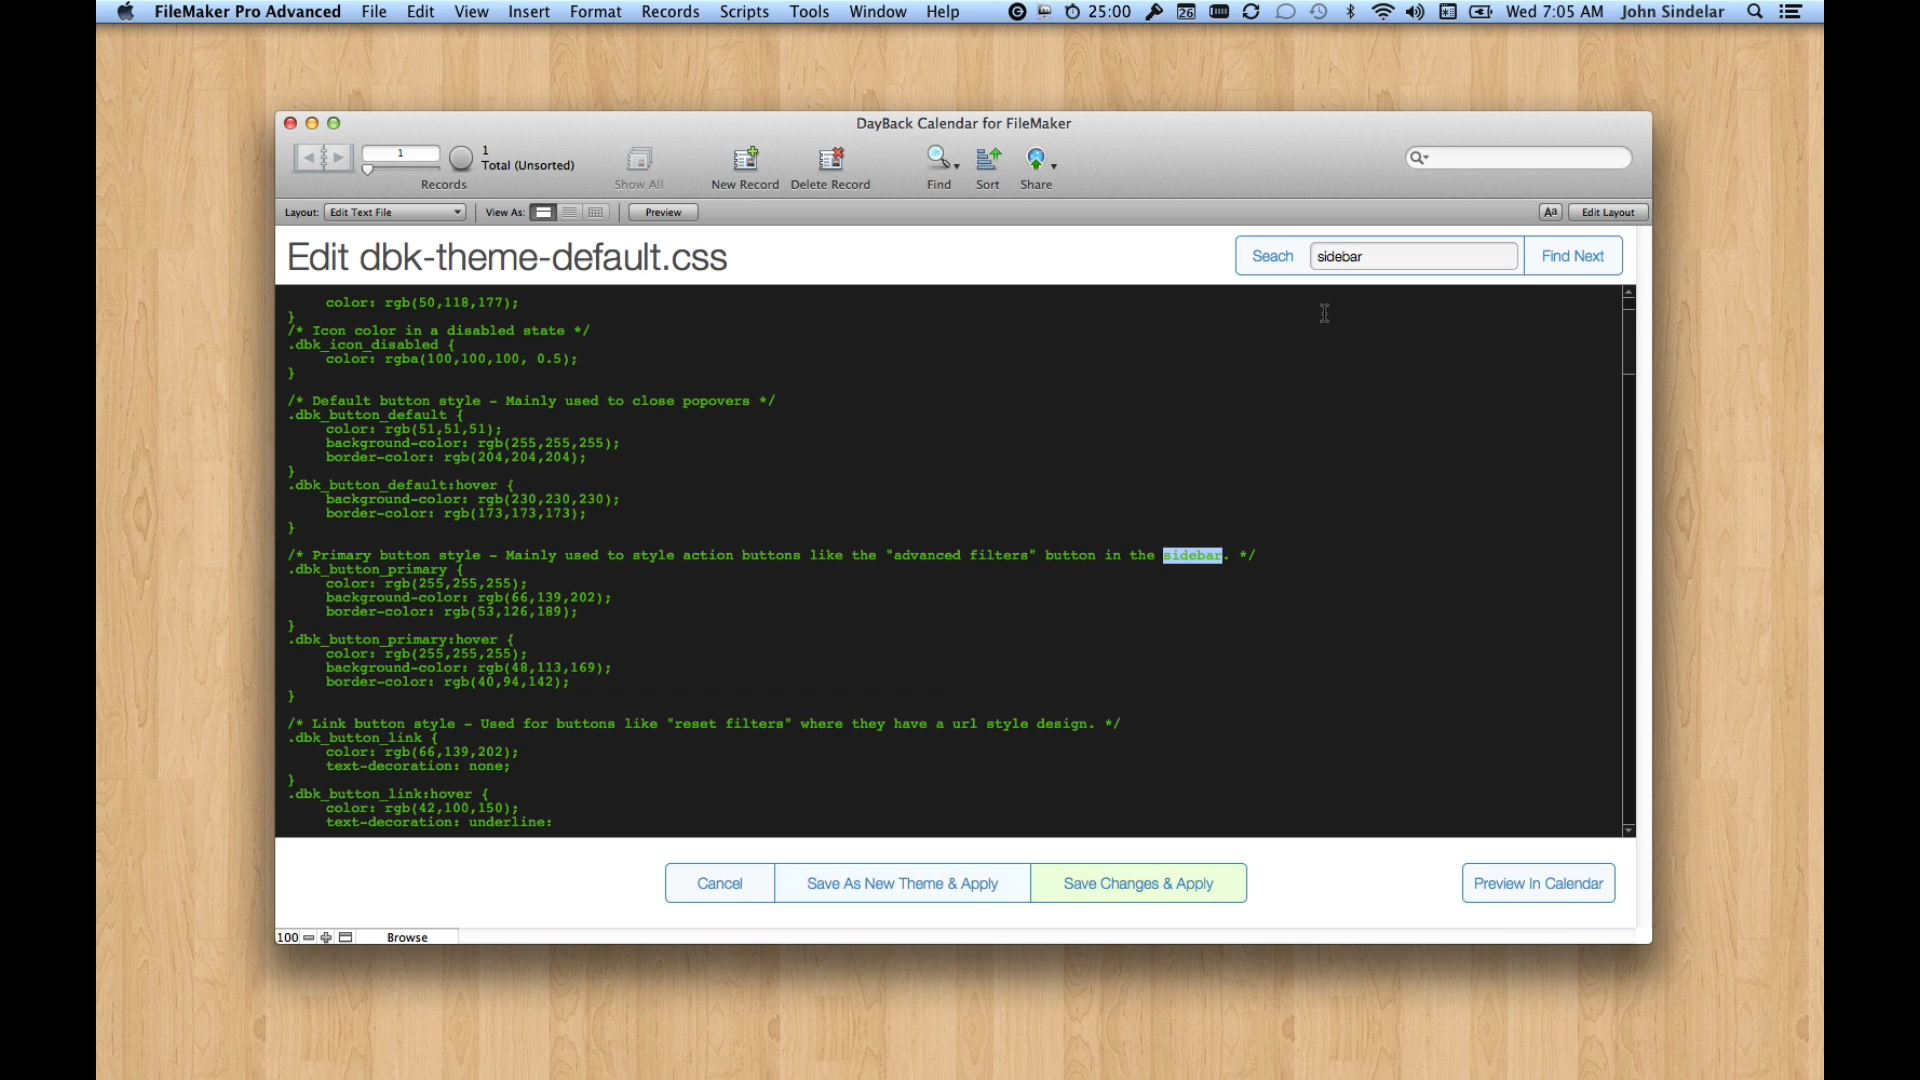 FileMaker Pro Advanced File Edit View Insert Format Records Scripts Tools Window Help 25:00 26 Wed 7:05 AM John Sindelar
DayBack Calendar for FileMaker
1
1
Total (Unsorted)
Records
Show All
New Record
Delete Record
Find
Sort
Share
Layout: Edit Text File
View As:
Preview
Aa
Edit Layout
Edit dbk-theme-default.css
Seach
sidebar
Find Next
color: rgb(50,118,177);
}
/* Icon color in a disabled state */
.dbk_icon_disabled {
color: rgba(100,100,100, 0.5);
}
/* Default button style - Mainly used to close popovers */
.dbk_button_default {
color: rgb(51,51,51);
background-color: rgb(255,255,255);
border-color: rgb(204,204,204);
}
.dbk_button_default:hover {
background-color: rgb(230,230,230);
border-color: rgb(173,173,173);
}
/* Primary button style - Mainly used to style action buttons like the "advanced filters" button in the sidebar. */
.dbk_button_primary {
color: rgb(255,255,255);
background-color: rgb(66,139,202);
border-color: rgb(53,126,189);
}
.dbk_button_primary:hover {
color: rgb(255,255,255);
background-color: rgb(48,113,169);
border-color: rgb(40,94,142);
}
/* Link button style - Used for buttons like "reset filters" where they have a url style design. */
.dbk_button_link {
color: rgb(66,139,202);
text-decoration: none;
}
.dbk_button_link:hover {
color: rgb(42,100,150);
text-decoration: underline:
Cancel
Save As New Theme & Apply
Save Changes & Apply
Preview In Calendar
100
Browse